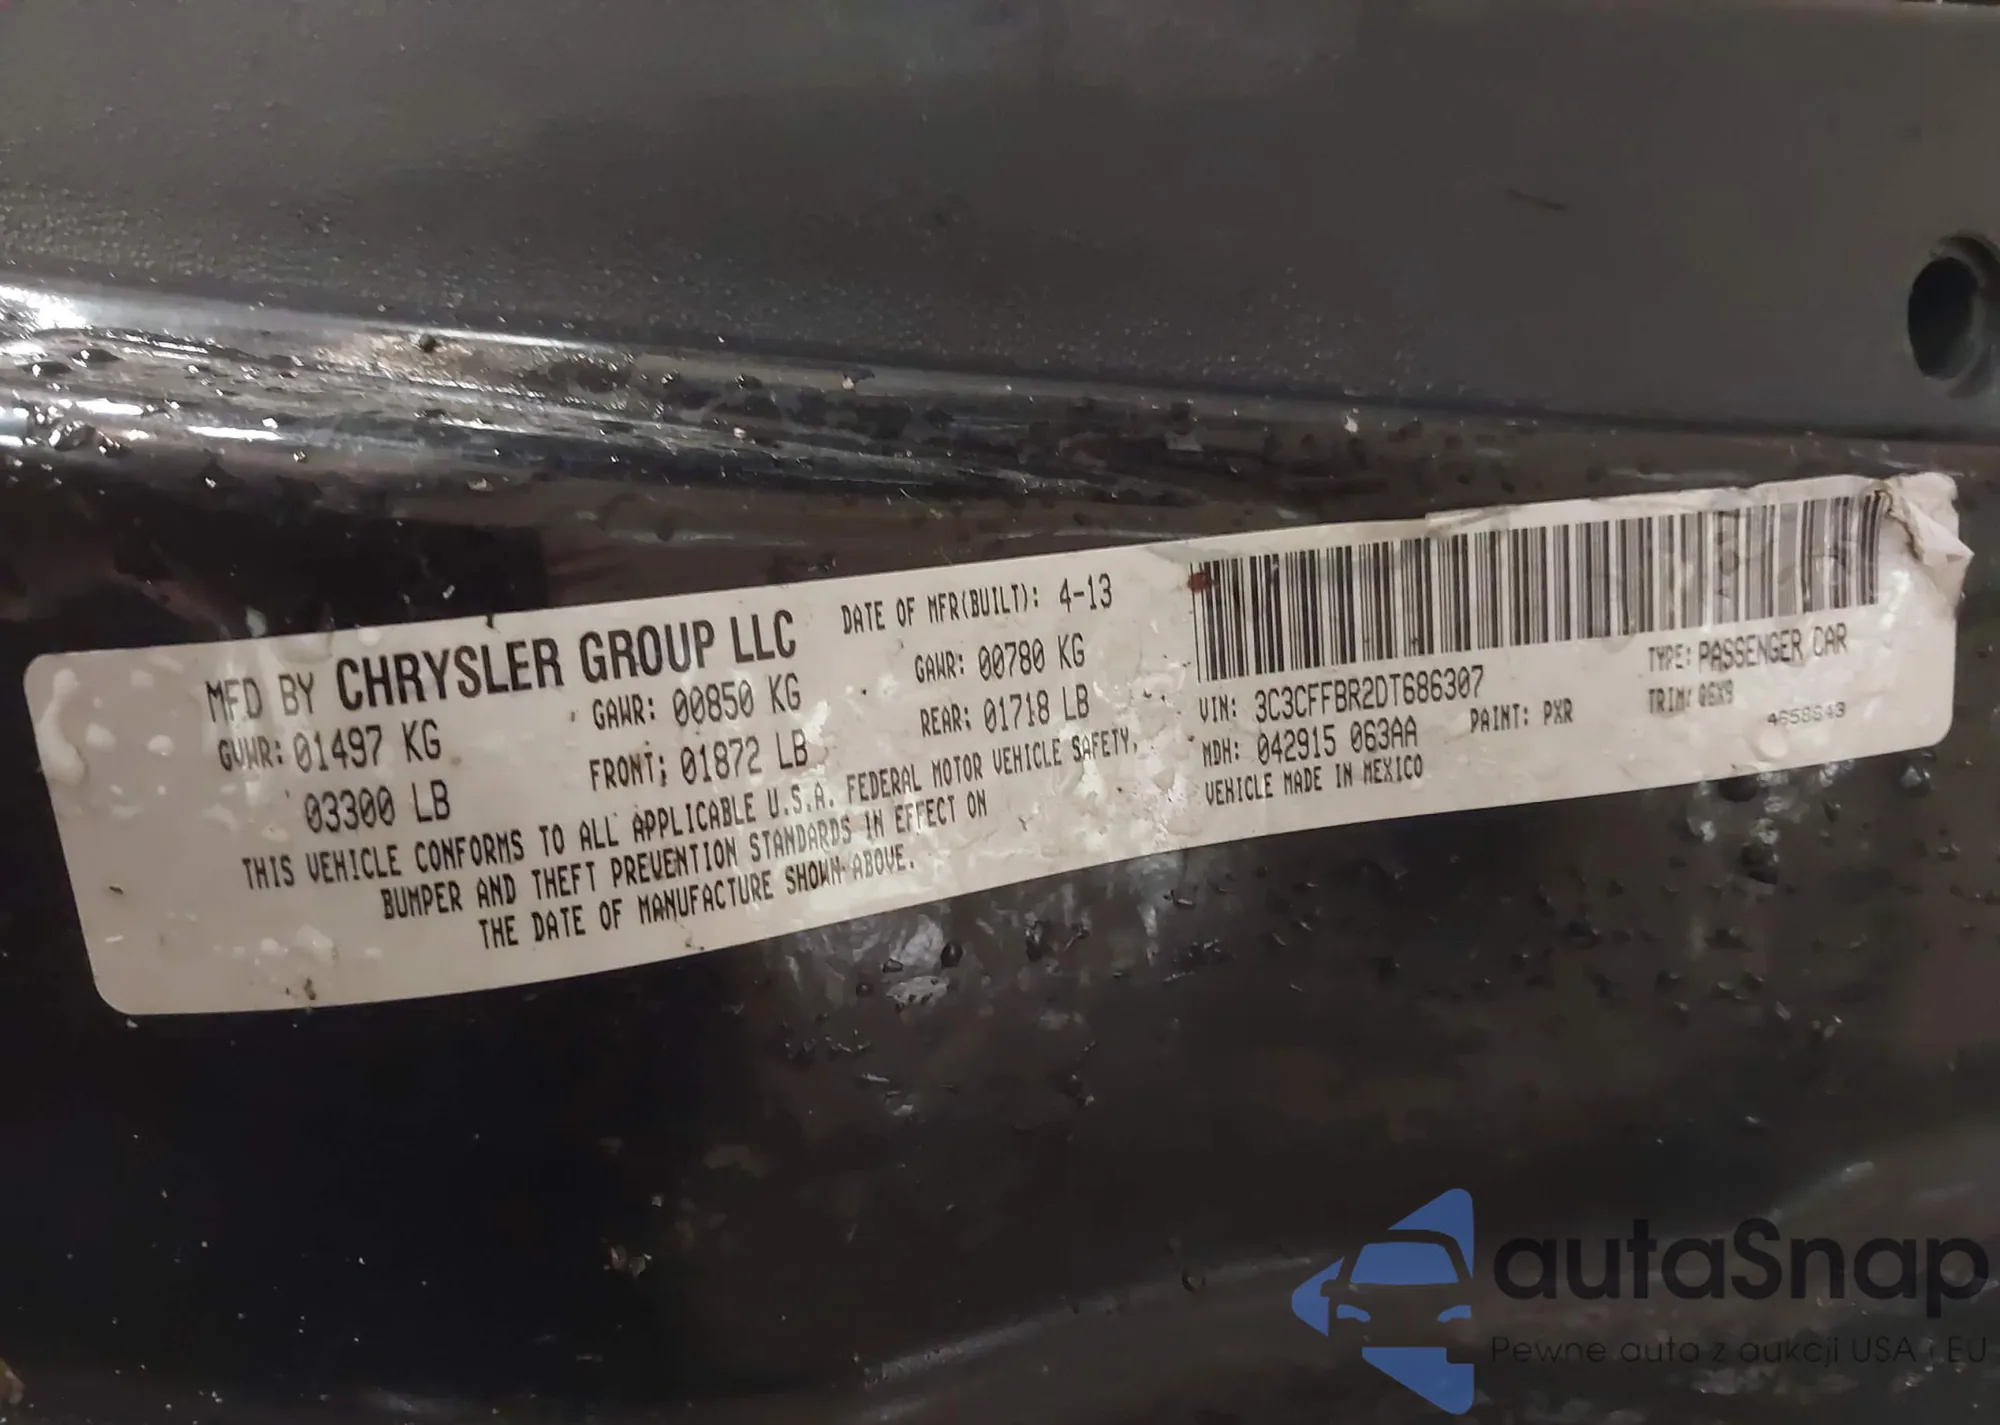 MFD BY CHRYSLER GROUP LLC
DATE OF MFR(BUILT): 4-13
GVWR: 01497 KG
03300 LB
GAWR: 00850 KG
FRONT: 01872 LB
GAWR: 00780 KG
REAR: 01718 LB
THIS VEHICLE CONFORMS TO ALL APPLICABLE U.S.A. FEDERAL MOTOR VEHICLE SAFETY,
BUMPER AND THEFT PREVENTION STANDARDS IN EFFECT ON
THE DATE OF MANUFACTURE SHOWN ABOVE.
VIN: 3C3CFFBR2DT686307
TYPE: PASSENGER CAR
MDH: 042915 063AA
PAINT: PXR
TRIM: Q6X9
VEHICLE MADE IN MEXICO
4658643
autaSnap
Pewne auto z aukcji USA i EU